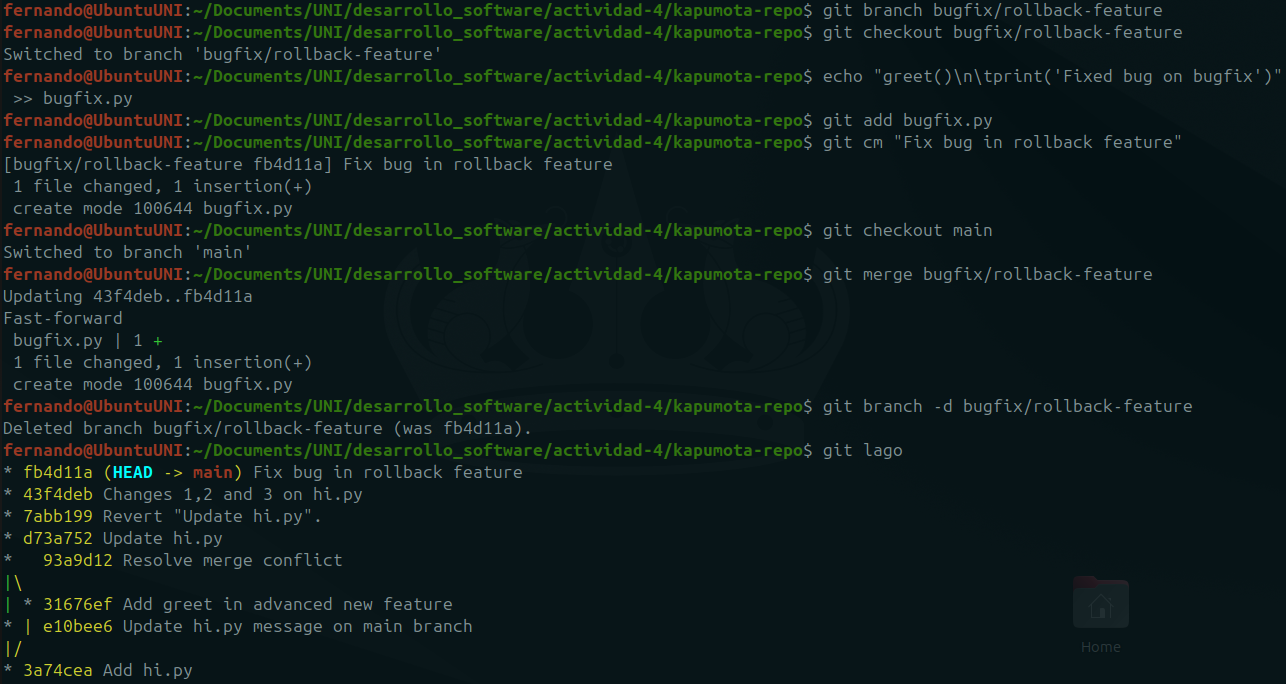 fernando@UbuntuUNI:~/Documents/UNI/desarrollo_software/actividad-4/kapumota-repo$ git branch bugfix/rollback-feature
fernando@UbuntuUNI:~/Documents/UNI/desarrollo_software/actividad-4/kapumota-repo$ git checkout bugfix/rollback-feature
Switched to branch 'bugfix/rollback-feature'
fernando@UbuntuUNI:~/Documents/UNI/desarrollo_software/actividad-4/kapumota-repo$ echo "greet()\n\tprint('Fixed bug on bugfix')"
 >> bugfix.py
fernando@UbuntuUNI:~/Documents/UNI/desarrollo_software/actividad-4/kapumota-repo$ git add bugfix.py
fernando@UbuntuUNI:~/Documents/UNI/desarrollo_software/actividad-4/kapumota-repo$ git cm "Fix bug in rollback feature"
[bugfix/rollback-feature fb4d11a] Fix bug in rollback feature
 1 file changed, 1 insertion(+)
 create mode 100644 bugfix.py
fernando@UbuntuUNI:~/Documents/UNI/desarrollo_software/actividad-4/kapumota-repo$ git checkout main
Switched to branch 'main'
fernando@UbuntuUNI:~/Documents/UNI/desarrollo_software/actividad-4/kapumota-repo$ git merge bugfix/rollback-feature
Updating 43f4deb..fb4d11a
Fast-forward
 bugfix.py | 1 +
 1 file changed, 1 insertion(+)
 create mode 100644 bugfix.py
fernando@UbuntuUNI:~/Documents/UNI/desarrollo_software/actividad-4/kapumota-repo$ git branch -d bugfix/rollback-feature
Deleted branch bugfix/rollback-feature (was fb4d11a).
fernando@UbuntuUNI:~/Documents/UNI/desarrollo_software/actividad-4/kapumota-repo$ git lago
* fb4d11a (HEAD -> main) Fix bug in rollback feature
* 43f4deb Changes 1,2 and 3 on hi.py
* 7abb199 Revert "Update hi.py".
* d73a752 Update hi.py
*   93a9d12 Resolve merge conflict
|\
| * 31676ef Add greet in advanced new feature
* | e10bee6 Update hi.py message on main branch
|/
* 3a74cea Add hi.py
Home